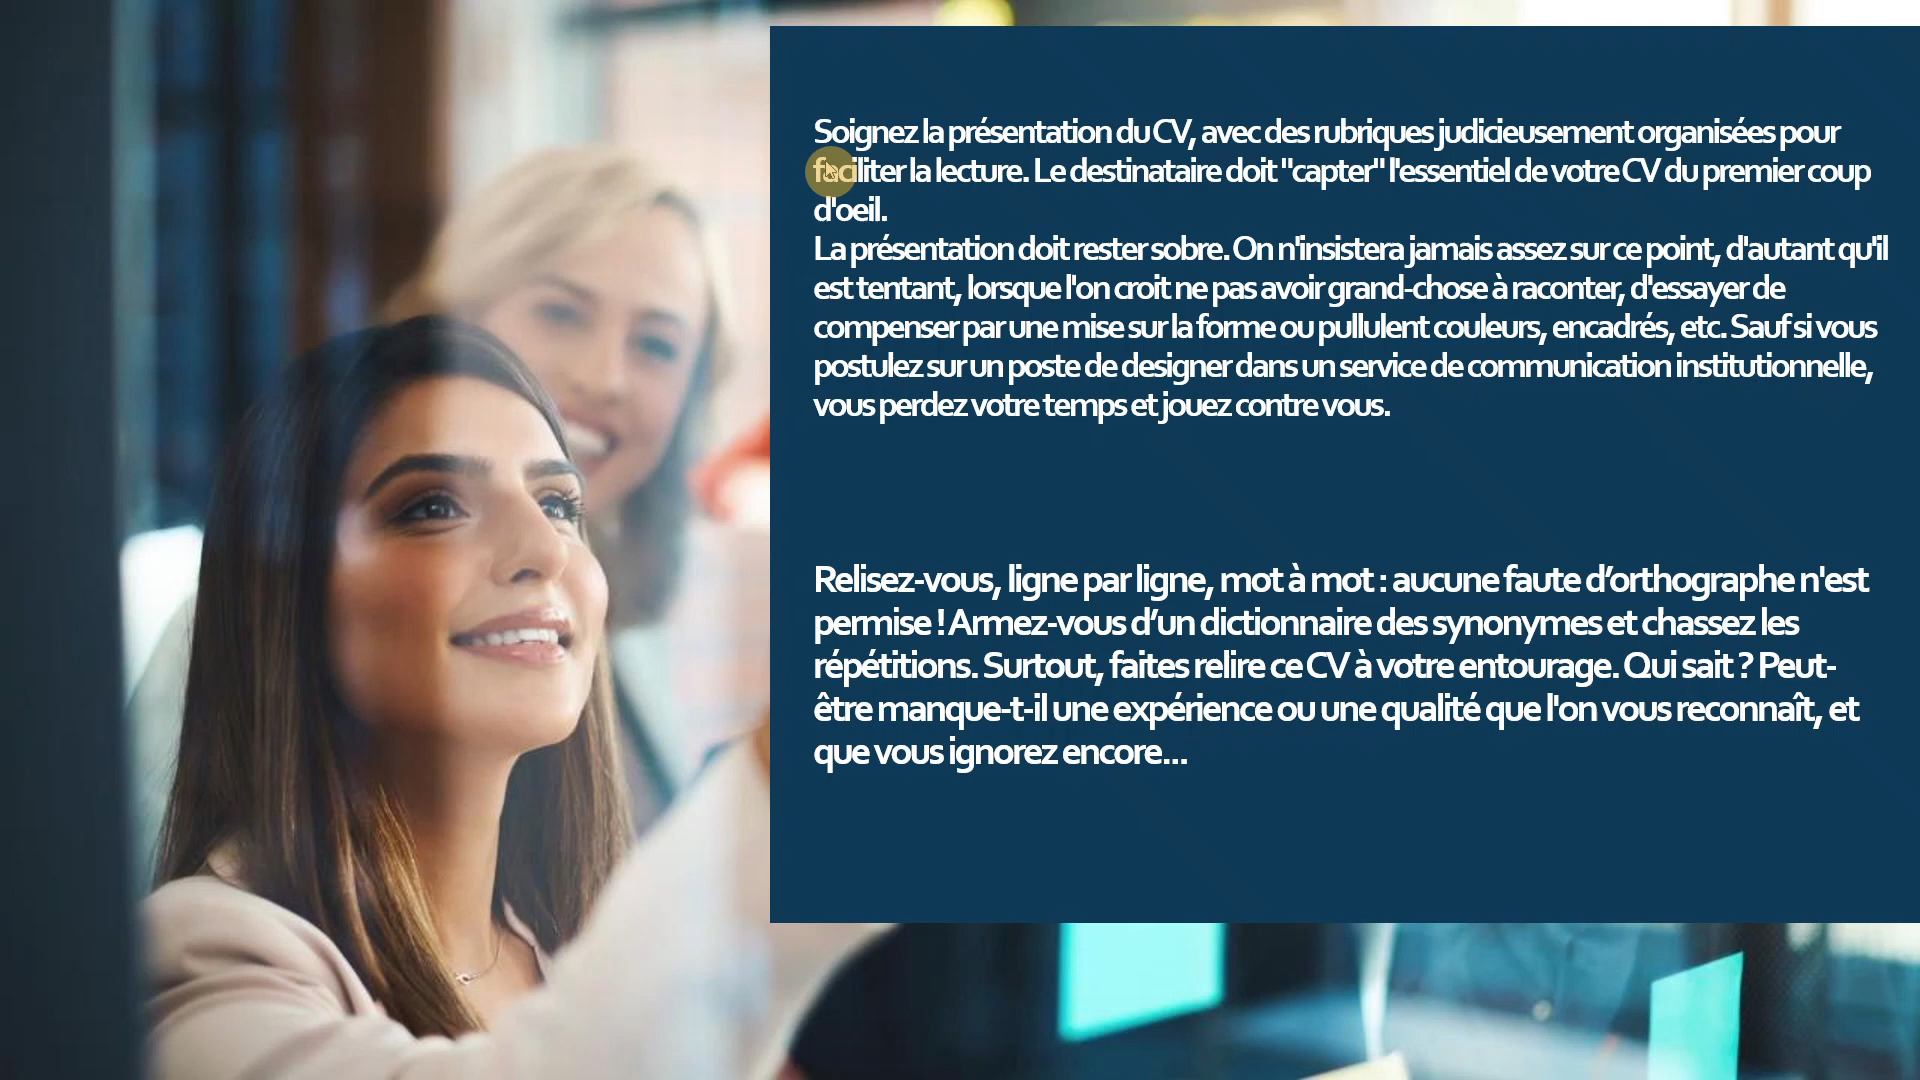 Soignez la présentation du CV, avec des rubriques judicieusement organisées pour
faciliter la lecture. Le destinataire doit "capter" l'essentiel de votre CV du premier coup
d'oeil.
La présentation doit rester sobre. On n'insistera jamais assez sur ce point, d'autant qu'il
est tentant, lorsque l'on croit ne pas avoir grand-chose à raconter, d'essayer de
compenser par une mise sur la forme ou pullulent couleurs, encadrés, etc. Sauf si vous
postulez sur un poste de designer dans un service de communication institutionnelle,
vous perdez votre temps et jouez contre vous.
Relisez-vous, ligne par ligne, mot à mot : aucune faute d’orthographe n'est
permise ! Armez-vous d’un dictionnaire des synonymes et chassez les
répétitions. Surtout, faites relire ce CV à votre entourage. Qui sait ? Peut-
être manque-t-il une expérience ou une qualité que l'on vous reconnaît, et
que vous ignorez encore...